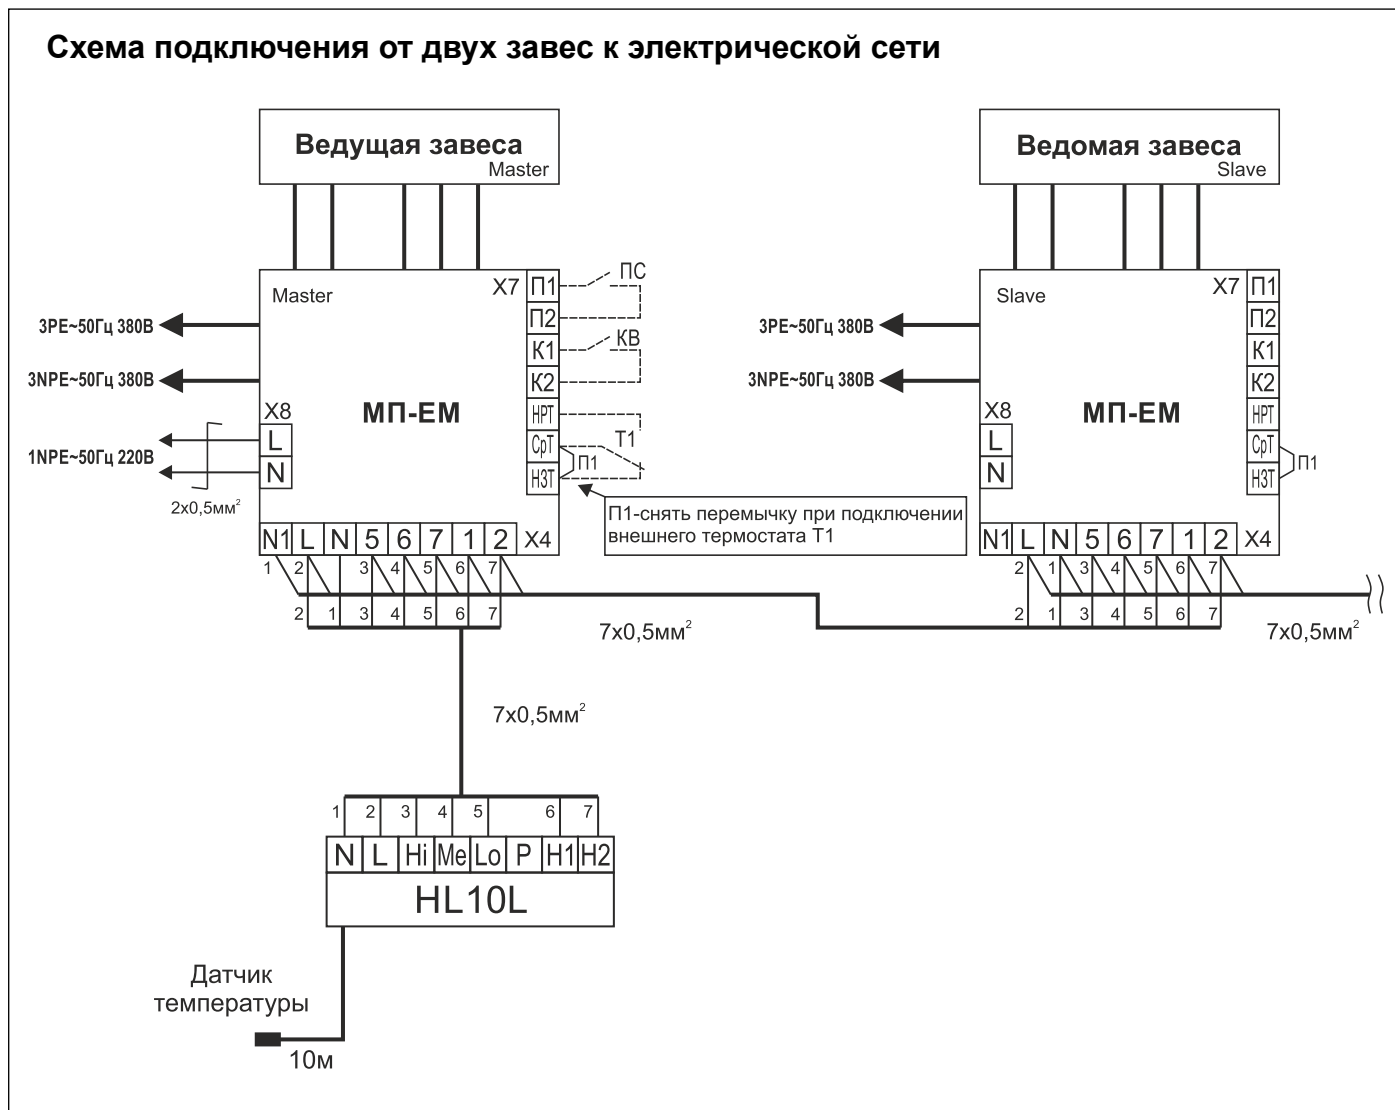 Схема подключения от двух завес к электрической сети
Ведущая завеса
Master
Ведомая завеса
Slave
Master
X7
П1
П2
К1
К2
НРТ
СрТ
НЗТ
ПС
КВ
Т1
П1
3PE~50Гц 380В
3NPE~50Гц 380В
1NPE~50Гц 220В
2х0,5мм²
X8
L
N
МП-ЕМ
N1 L N 5 6 7 1 2 X4
1 2 3 4 5 6 7
2 1 3 4 5 6 7
П1-снять перемычку при подключении
внешнего термостата Т1
Slave
X7
П1
П2
К1
К2
НРТ
СрТ
НЗТ
П1
3PE~50Гц 380В
3NPE~50Гц 380В
X8
L
N
МП-ЕМ
N1 L N 5 6 7 1 2 X4
2 1 3 4 5 6 7
2 1 3 4 5 6 7
7х0,5мм²
7х0,5мм²
7х0,5мм²
1 2 3 4 5 6 7
N L Hi Me Lo P H1 H2
HL10L
Датчик
температуры
10м